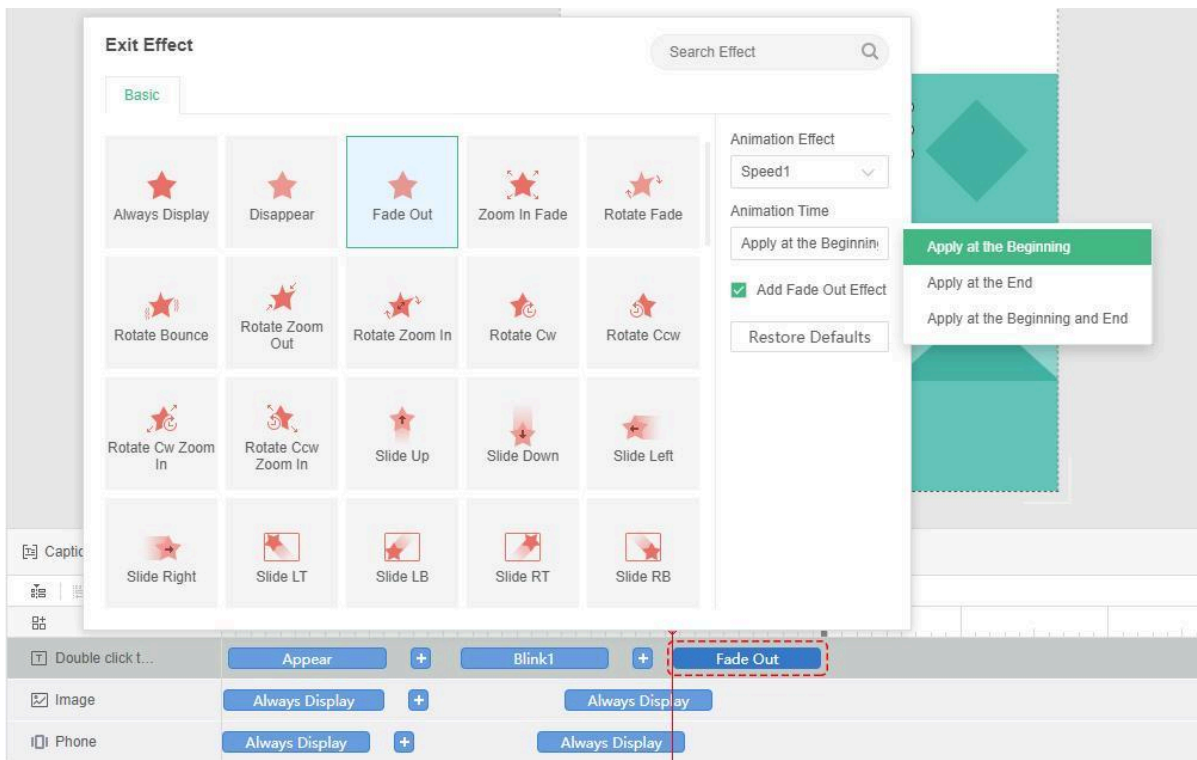 Exit Effect
Search Effect
Basic
Always Display
Disappear
Fade Out
Zoom In Fade
Rotate Fade
Rotate Bounce
Rotate Zoom
Out
Rotate Zoom In
Rotate Cw
Rotate Ccw
Rotate Cw Zoom
In
Rotate Ccw
Zoom In
Slide Up
Slide Down
Slide Left
Slide Right
Slide LT
Slide LB
Slide RT
Slide RB
Animation Effect
Speed1
Animation Time
Apply at the Beginnin
Add Fade Out Effect
Restore Defaults
Apply at the Beginning
Apply at the End
Apply at the Beginning and End
Captio
Double click t...
Appear
Blink1
Fade Out
Image
Always Display
Always Display
Phone
Always Display
Always Display